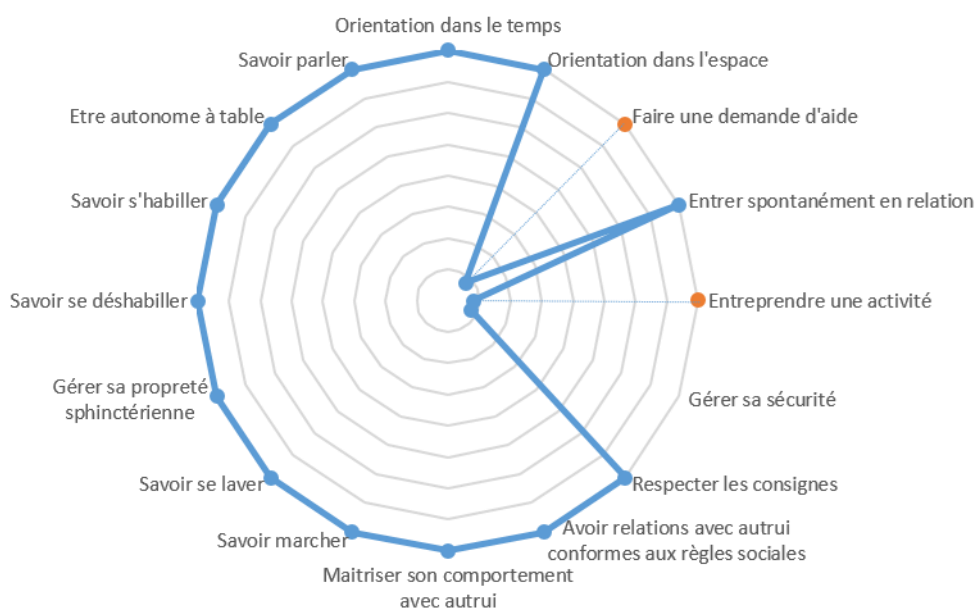 Orientation dans le temps
Orientation dans l'espace
Faire une demande d'aide
Entrer spontanément en relation
Entreprendre une activité
Gérer sa sécurité
Respecter les consignes
Avoir relations avec autrui
conformes aux règles sociales
Maitriser son comportement
avec autrui
Savoir marcher
Savoir se laver
Gérer sa propreté
sphinctérienne
Savoir se déshabiller
Savoir s'habiller
Etre autonome à table
Savoir parler